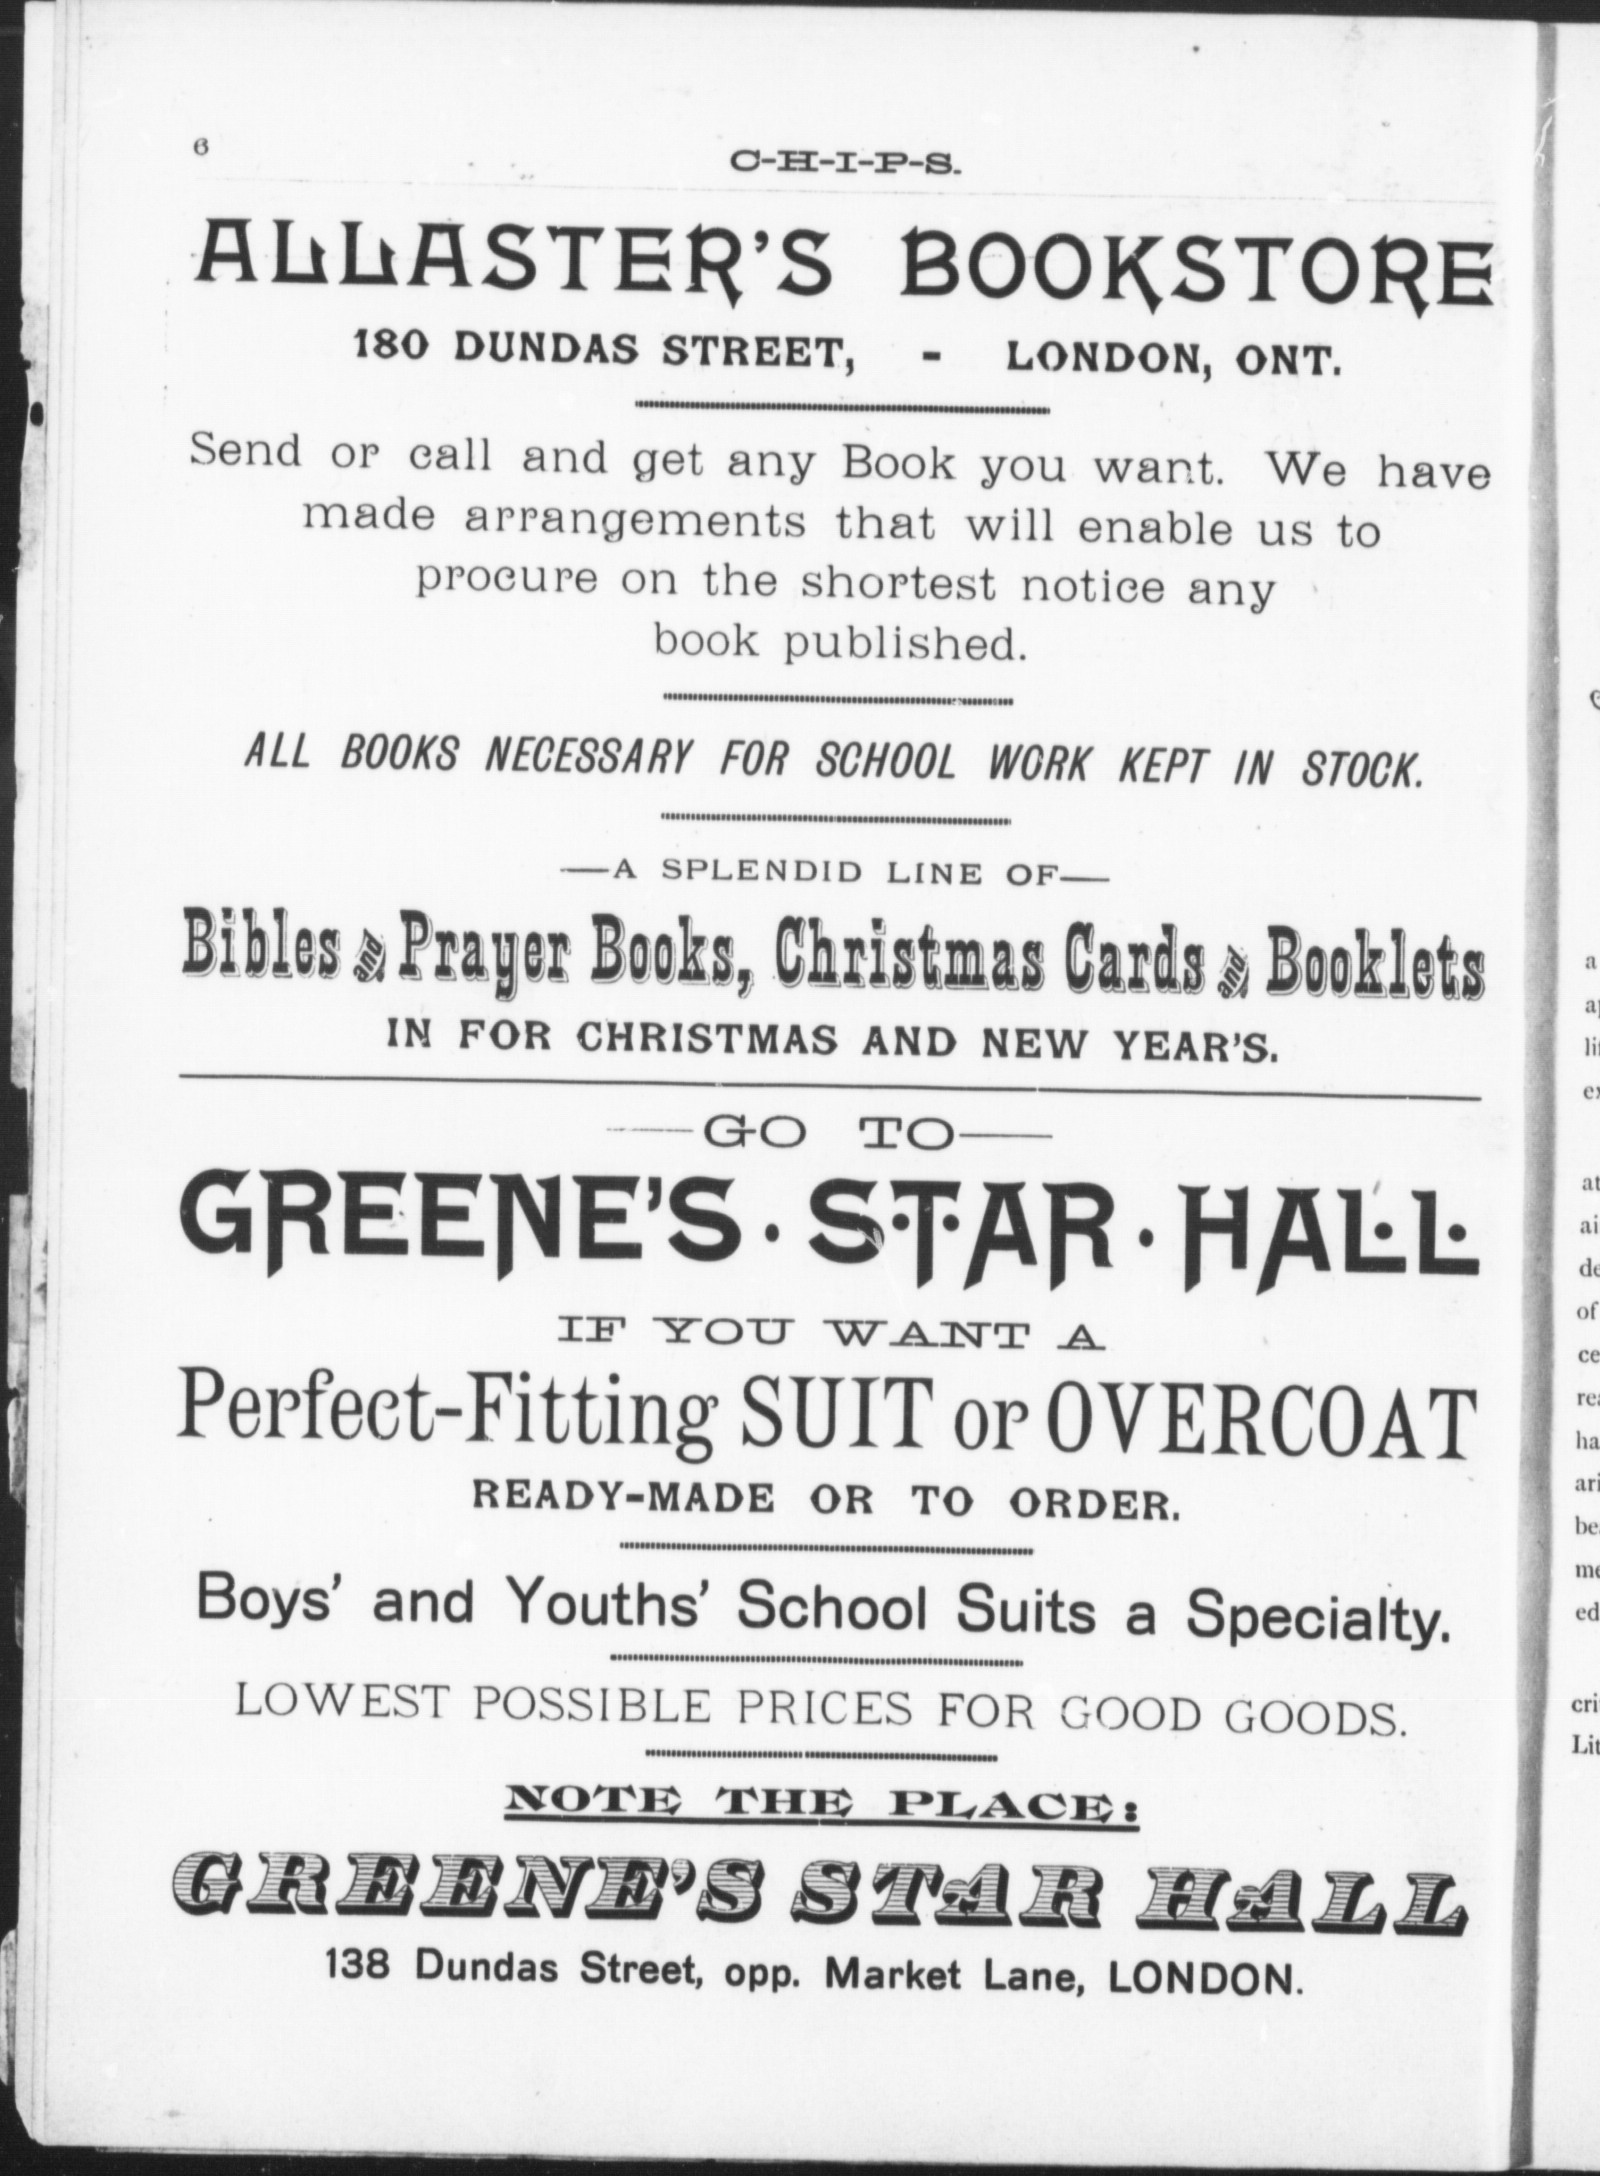 6
C-H-I-P-S.
ALLASTER'S BOOKSTORE
180 DUNDAS STREET, - LONDON, ONT.
Send or call and get any Book you want. We have
made arrangements that will enable us to
procure on the shortest notice any
book published.
ALL BOOKS NECESSARY FOR SCHOOL WORK KEPT IN STOCK.
—A SPLENDID LINE OF—
Bibles and Prayer Books, Christmas Cards and Booklets
IN FOR CHRISTMAS AND NEW YEAR'S.
—GO TO—
GREENE'S · STAR · HALL
IF YOU WANT A
Perfect-Fitting SUIT or OVERCOAT
READY-MADE OR TO ORDER.
Boys' and Youths' School Suits a Specialty.
LOWEST POSSIBLE PRICES FOR GOOD GOODS.
NOTE THE PLACE:
GREENE'S STAR HALL
138 Dundas Street, opp. Market Lane, LONDON.